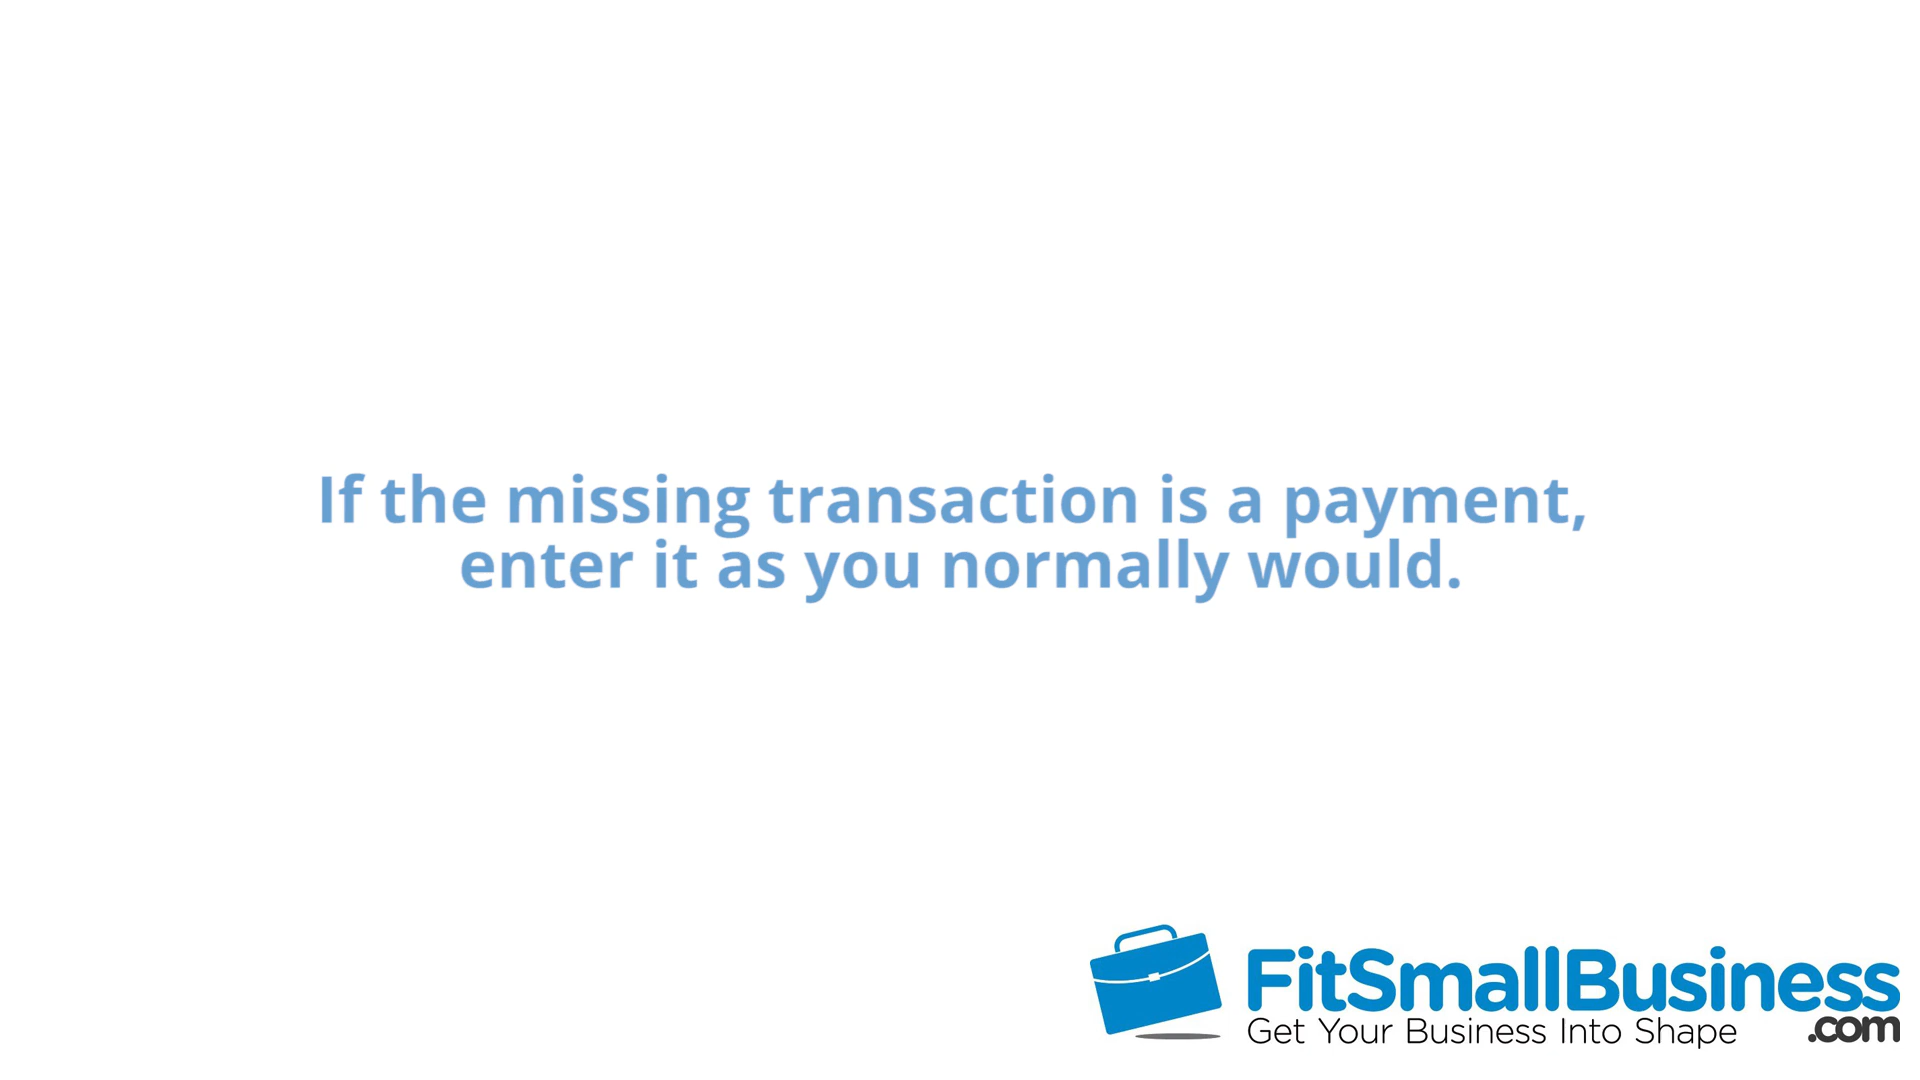 If the missing transaction is a payment,
enter it as you normally would.
FitSmallBusiness
Get Your Business Into Shape
.com